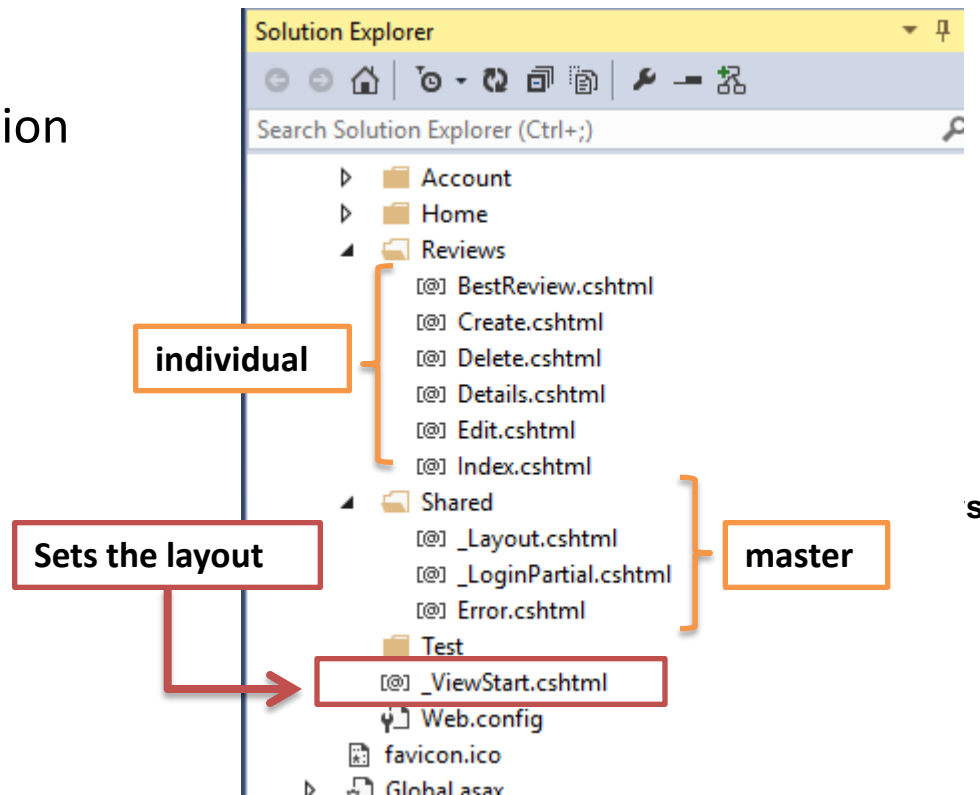 Solution Explorer
ion
Search Solution Explorer (Ctrl+;)
Account
Home
Reviews
[@] BestReview.cshtml
[@] Create.cshtml
individual
[@] Delete.cshtml
[@] Details.cshtml
[@] Edit.cshtml
[@] Index.cshtml
Shared
s
[@] _Layout.cshtml
Sets the layout
master
[@] _LoginPartial.cshtml
[@] Error.cshtml
Test
[@] _ViewStart.cshtml
Web.config
favicon.ico
Global.asax